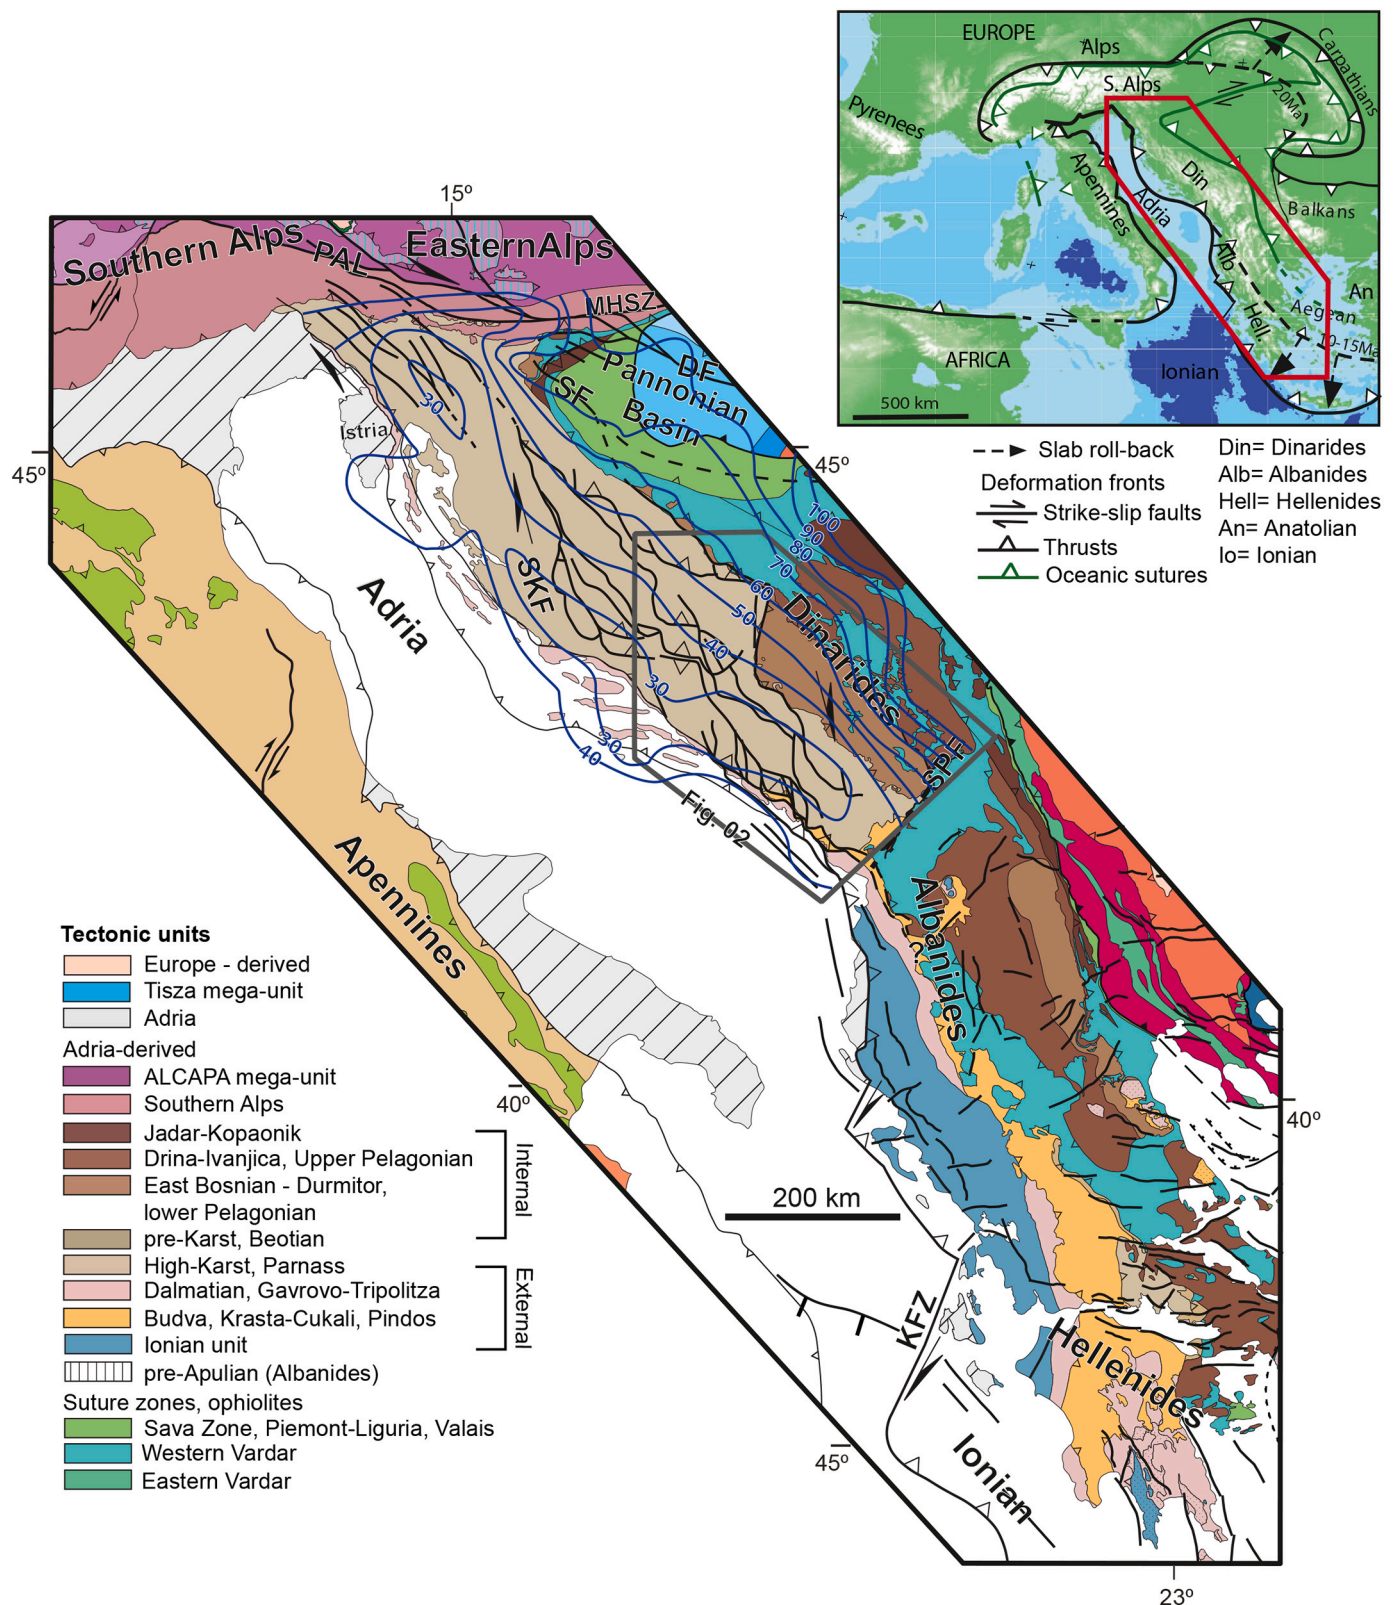 EUROPE
Alps
Carpathians
S. Alps
20Ma
Pyrenees
Apennines
Adria
Din
Balkans
Alb
An
Aegean
Hell.
10-15Ma
AFRICA
Ionian
500 km
Slab roll-back
Deformation fronts
Strike-slip faults
Thrusts
Oceanic sutures
Din= Dinarides
Alb= Albanides
Hell= Hellenides
An= Anatolian
Io= Ionian
15º
Southern Alps
PAL
EasternAlps
MHSZ
DF
Pannonian
Basin
SF
30
Istria
45º
45º
100
90
80
70
60
50
40
30
30
40
SKF
Adria
Dinarides
SPF
Fig. 02
Apennines
Albanides
40º
40º
200 km
KFZ
Hellenides
Ionian
45º
23º
Tectonic units
Europe - derived
Tisza mega-unit
Adria
Adria-derived
ALCAPA mega-unit
Southern Alps
Jadar-Kopaonik
Drina-Ivanjica, Upper Pelagonian
East Bosnian - Durmitor,
lower Pelagonian
pre-Karst, Beotian
Internal
High-Karst, Parnass
Dalmatian, Gavrovo-Tripolitza
Budva, Krasta-Cukali, Pindos
Ionian unit
External
pre-Apulian (Albanides)
Suture zones, ophiolites
Sava Zone, Piemont-Liguria, Valais
Western Vardar
Eastern Vardar